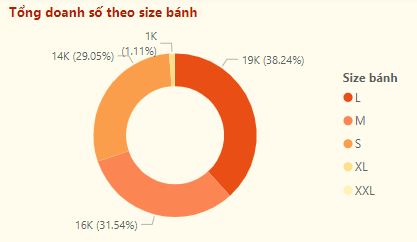 Tổng doanh số theo size bánh
1K
(1.11%)
14K (29.05%)
19K (38.24%)
16K (31.54%)
Size bánh
L
M
S
XL
XXL